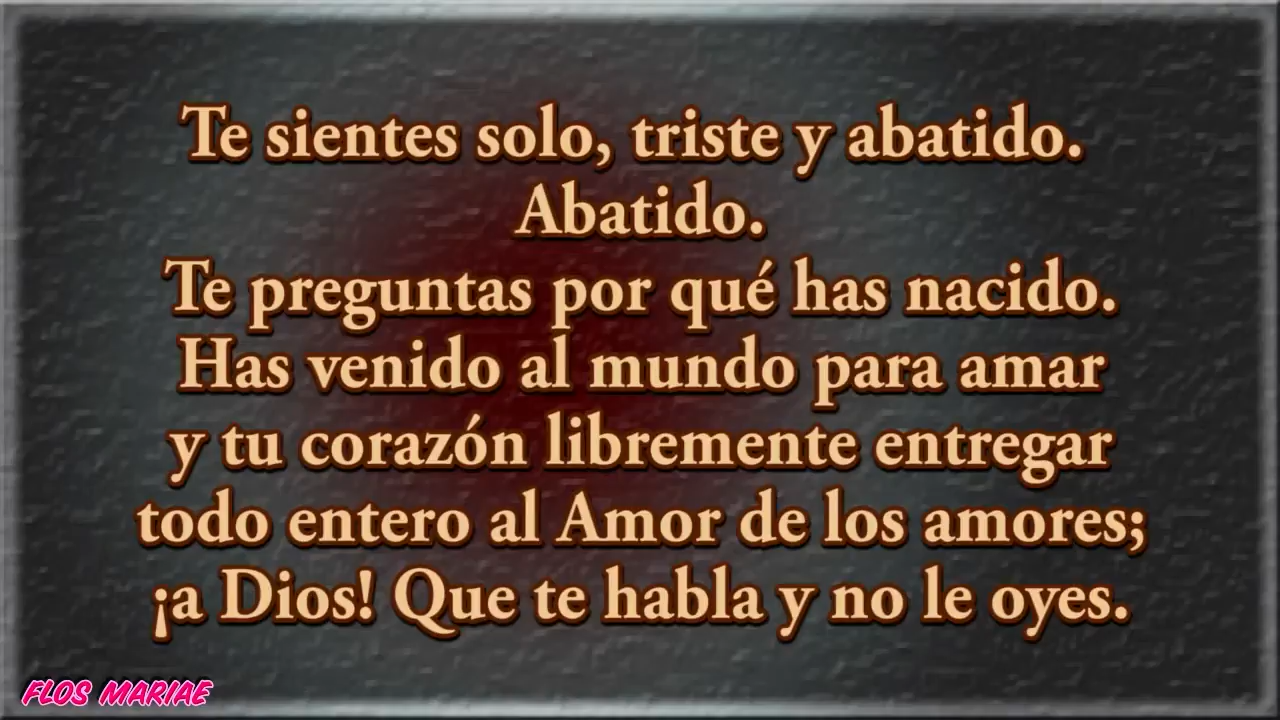 Te sientes solo, triste y abatido.
Abatido.
Te preguntas por qué has nacido.
Has venido al mundo para amar
y tu corazón libremente entregar
todo entero al Amor de los amores;
¡a Dios! Que te habla y no le oyes.
FLOS MARIAE